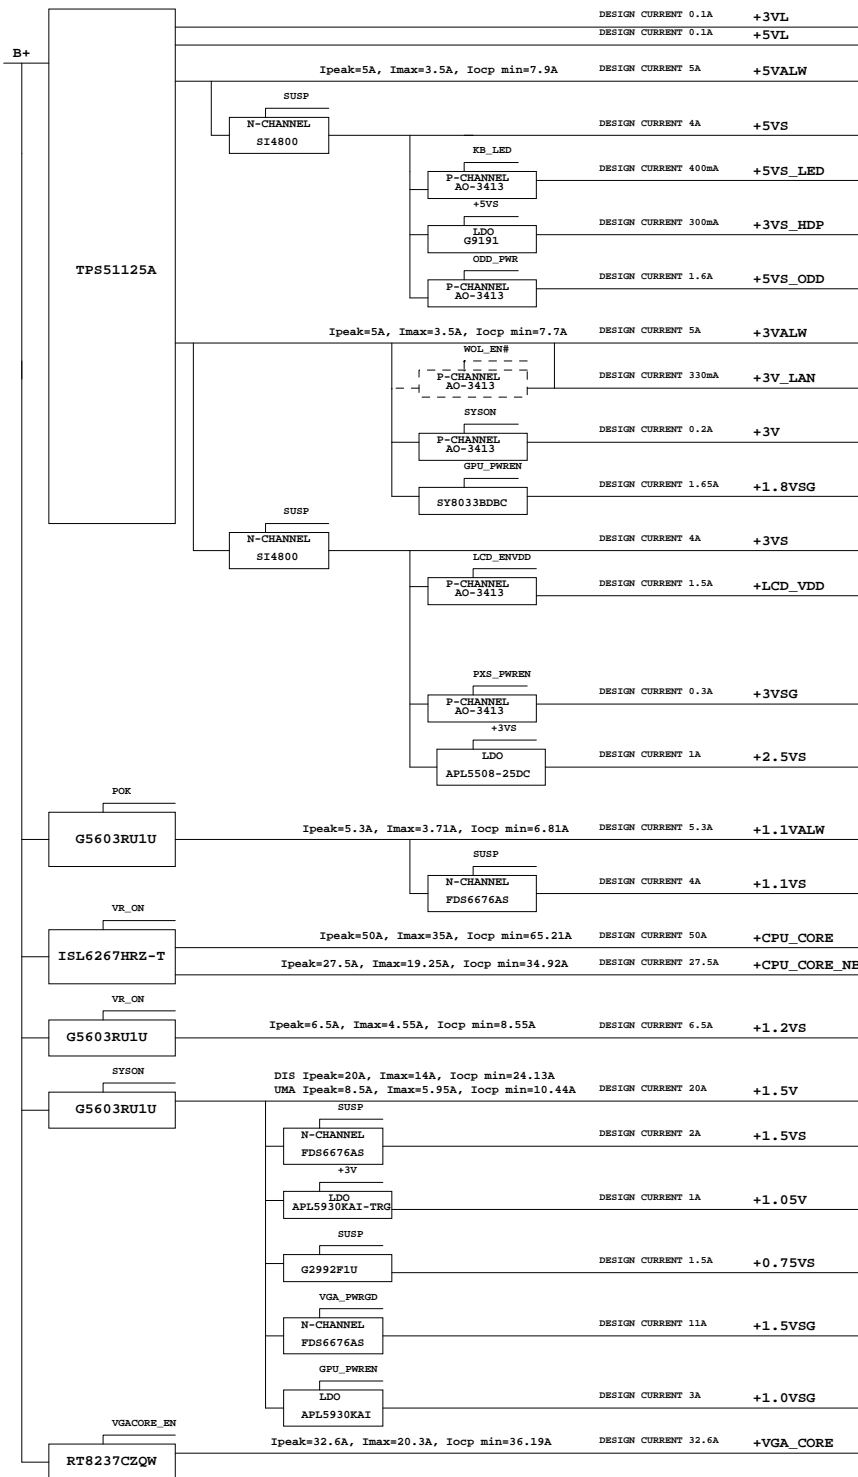 DESIGN CURRENT 0.1A +3VL
DESIGN CURRENT 0.1A +5VL
B+
Ipeak=5A, Imax=3.5A, Iocp min=7.9A DESIGN CURRENT 5A +5VALW
SUSP
N-CHANNEL
SI4800
DESIGN CURRENT 4A +5VS
KB_LED
P-CHANNEL
AO-3413
DESIGN CURRENT 400mA +5VS_LED
+5VS
LDO
G9191
DESIGN CURRENT 300mA +3VS_HDP
TPS51125A
ODD_PWR
P-CHANNEL
AO-3413
DESIGN CURRENT 1.6A +5VS_ODD
Ipeak=5A, Imax=3.5A, Iocp min=7.7A DESIGN CURRENT 5A +3VALW
WOL_EN#
P-CHANNEL
AO-3413
DESIGN CURRENT 330mA +3V_LAN
SYSON
P-CHANNEL
AO-3413
DESIGN CURRENT 0.2A +3V
GPU_PWREN
SY8033BDBC
DESIGN CURRENT 1.65A +1.8VSG
SUSP
N-CHANNEL
SI4800
DESIGN CURRENT 4A +3VS
LCD_ENVDD
P-CHANNEL
AO-3413
DESIGN CURRENT 1.5A +LCD_VDD
PXS_PWREN
P-CHANNEL
AO-3413
DESIGN CURRENT 0.3A +3VSG
+3VS
LDO
APL5508-25DC
DESIGN CURRENT 1A +2.5VS
POK
G5603RU1U
Ipeak=5.3A, Imax=3.71A, Iocp min=6.81A DESIGN CURRENT 5.3A +1.1VALW
SUSP
N-CHANNEL
FDS6676AS
DESIGN CURRENT 4A +1.1VS
VR_ON
ISL6267HRZ-T
Ipeak=50A, Imax=35A, Iocp min=65.21A DESIGN CURRENT 50A +CPU_CORE
Ipeak=27.5A, Imax=19.25A, Iocp min=34.92A DESIGN CURRENT 27.5A +CPU_CORE_NB
VR_ON
G5603RU1U
Ipeak=6.5A, Imax=4.55A, Iocp min=8.55A DESIGN CURRENT 6.5A +1.2VS
SYSON
G5603RU1U
DIS Ipeak=20A, Imax=14A, Iocp min=24.13A
UMA Ipeak=8.5A, Imax=5.95A, Iocp min=10.44A DESIGN CURRENT 20A +1.5V
SUSP
N-CHANNEL
FDS6676AS
DESIGN CURRENT 2A +1.5VS
+3V
LDO
APL5930KAI-TRG
DESIGN CURRENT 1A +1.05V
SUSP
G2992F1U
DESIGN CURRENT 1.5A +0.75VS
VGA_PWRGD
N-CHANNEL
FDS6676AS
DESIGN CURRENT 11A +1.5VSG
GPU_PWREN
LDO
APL5930KAI
DESIGN CURRENT 3A +1.0VSG
VGACORE_EN
RT8237CZQW
Ipeak=32.6A, Imax=20.3A, Iocp min=36.19A DESIGN CURRENT 32.6A +VGA_CORE